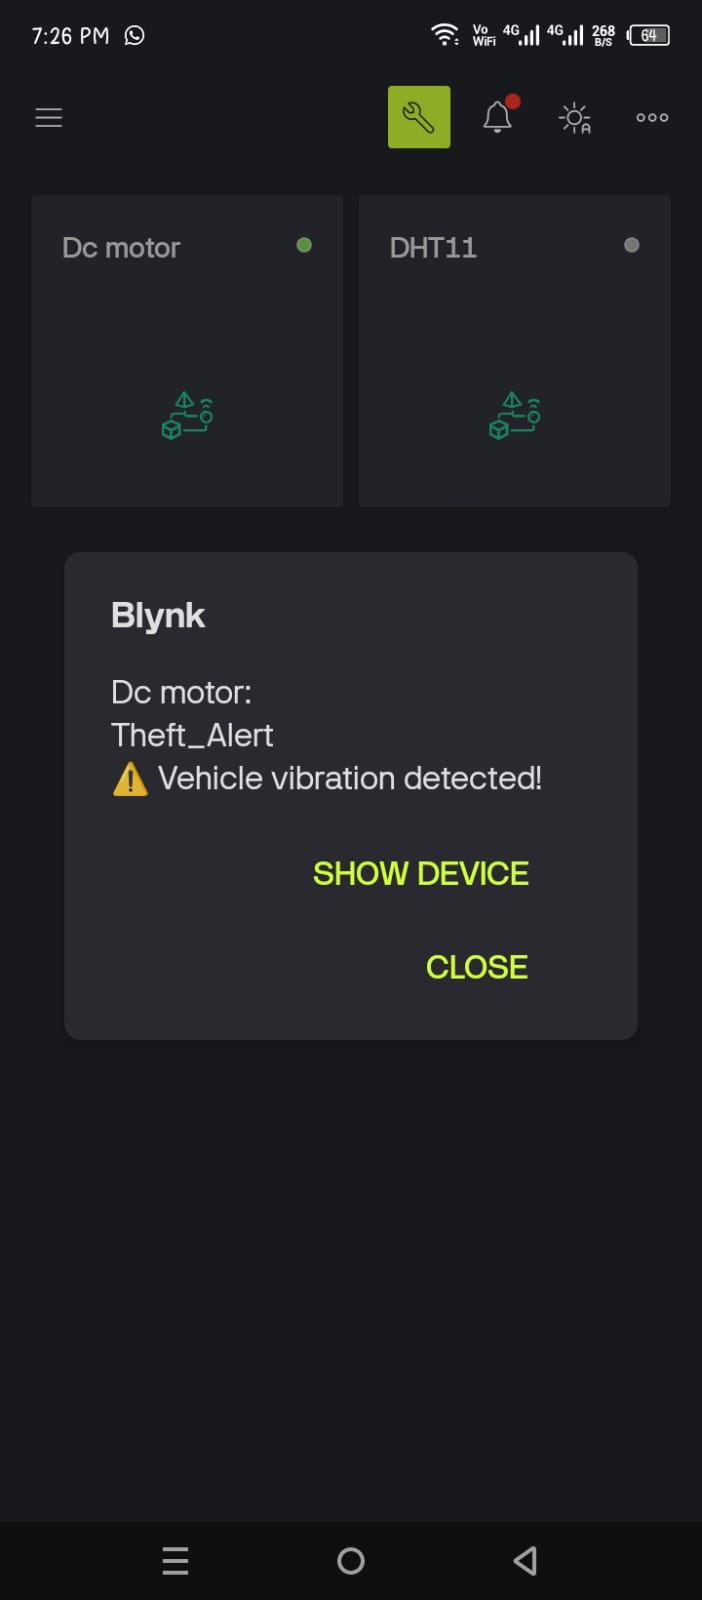 7:26 PM
Vo
WiFi
4G
4G
268
B/S
64
A
Dc motor
DHT11
Blynk
Dc motor:
Theft_Alert
⚠️ Vehicle vibration detected!
SHOW DEVICE
CLOSE